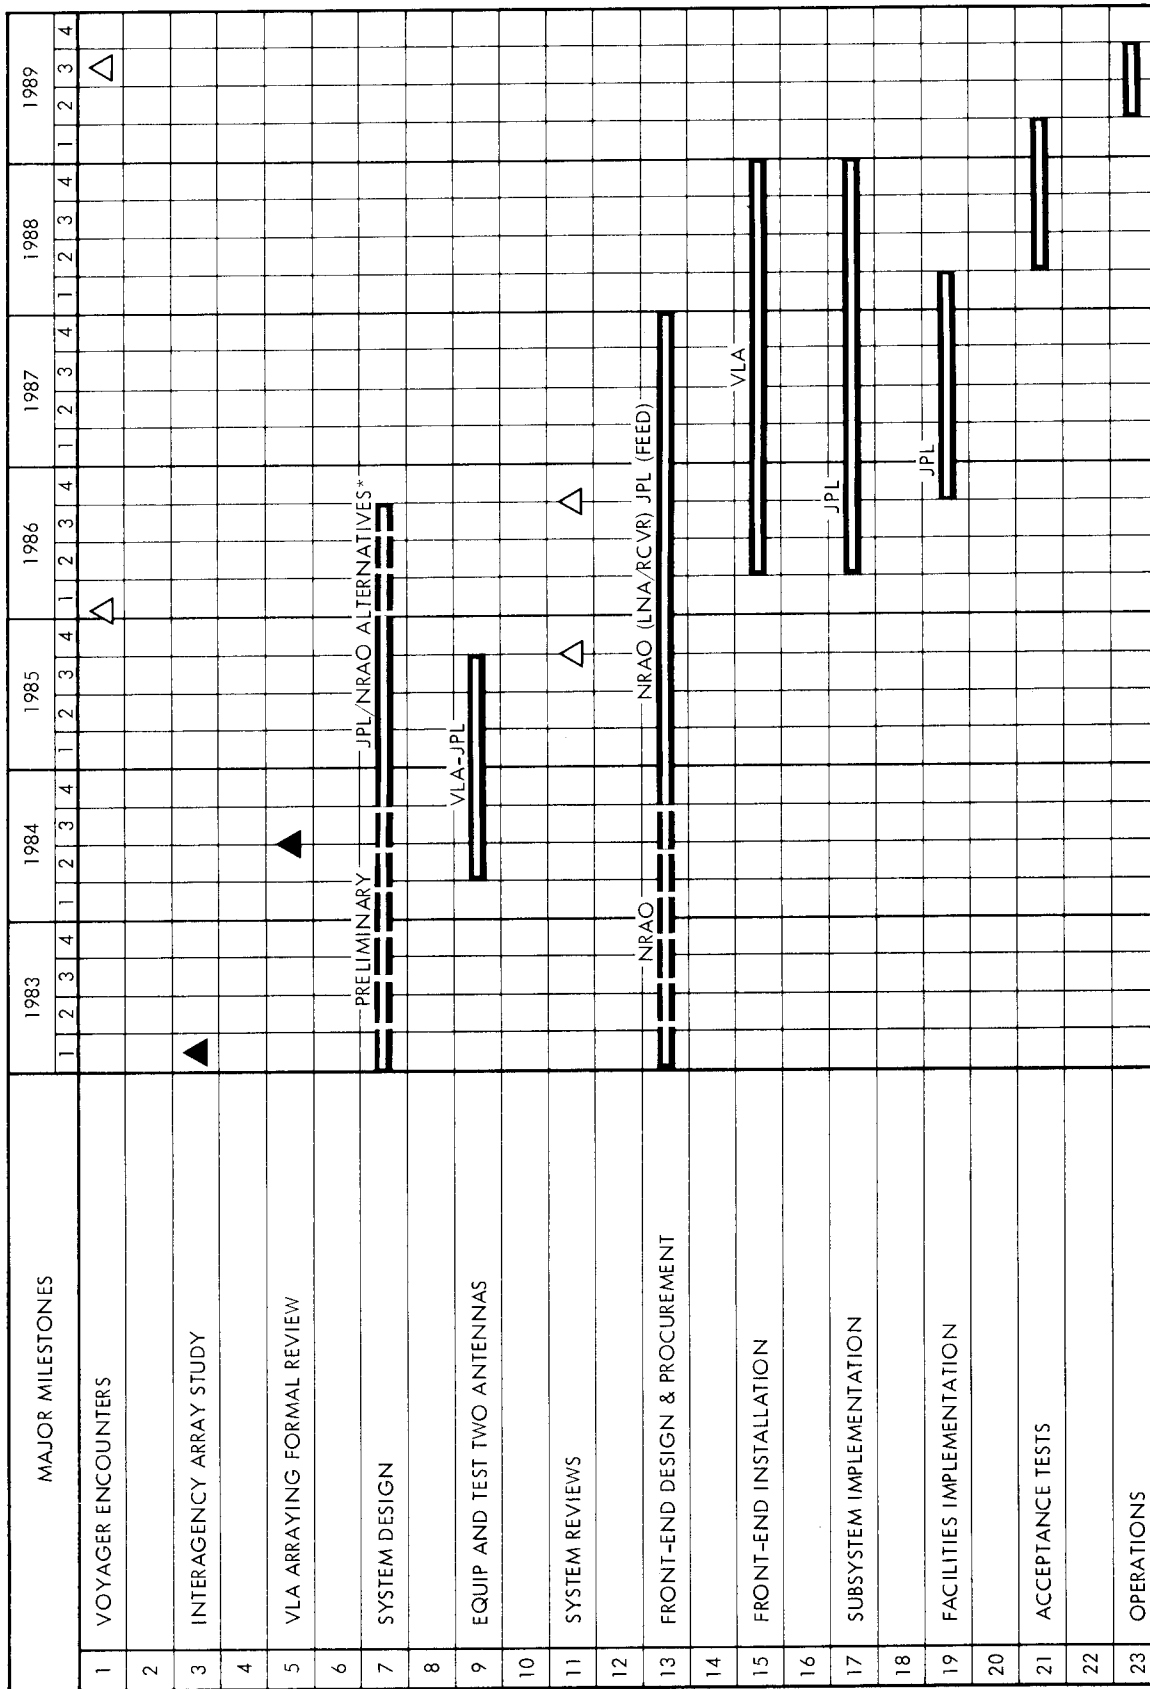 MAJOR MILESTONES 1983 1984 1985 1986 1987 1988 1989
1 2 3 4 1 2 3 4 1 2 3 4 1 2 3 4 1 2 3 4 1 2 3 4 1 2 3 4
1 VOYAGER ENCOUNTERS
2
3 INTERAGENCY ARRAY STUDY
4
5 VLA ARRAYING FORMAL REVIEW
6
PRELIMINARY JPL/NRAO ALTERNATIVES*
7 SYSTEM DESIGN
8
VLA-JPL
9 EQUIP AND TEST TWO ANTENNAS
10
11 SYSTEM REVIEWS
12
NRAO NRAO (LNA/RCVR) JPL (FEED)
13 FRONT-END DESIGN & PROCUREMENT
14
VLA
15 FRONT-END INSTALLATION
16
JPL
17 SUBSYSTEM IMPLEMENTATION
18
JPL
19 FACILITIES IMPLEMENTATION
20
21 ACCEPTANCE TESTS
22
23 OPERATIONS